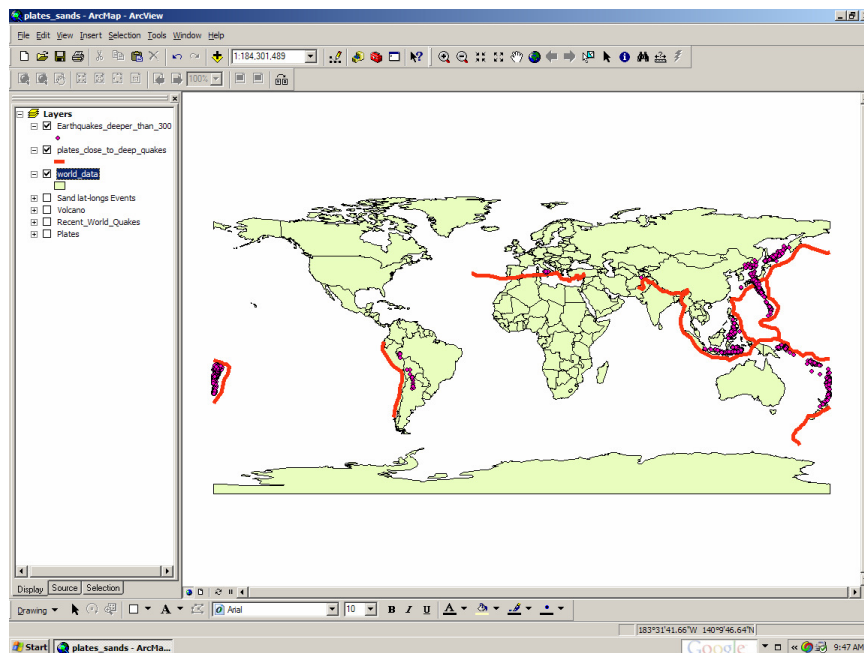 plates_sands - ArcMap - ArcView
File Edit View Insert Selection Tools Window Help
1:184,301,489
100%
Layers
Earthquakes_deeper_than_300
plates_close_to_deep_quakes
world_data
Sand lat-longs Events
Volcano
Recent_World_Quakes
Plates
Display Source Selection
Drawing A Arial 10 B I U A
183°31'41.66"W 140°9'46.64"N
Start plates_sands - ArcMa... Google 9:47 AM